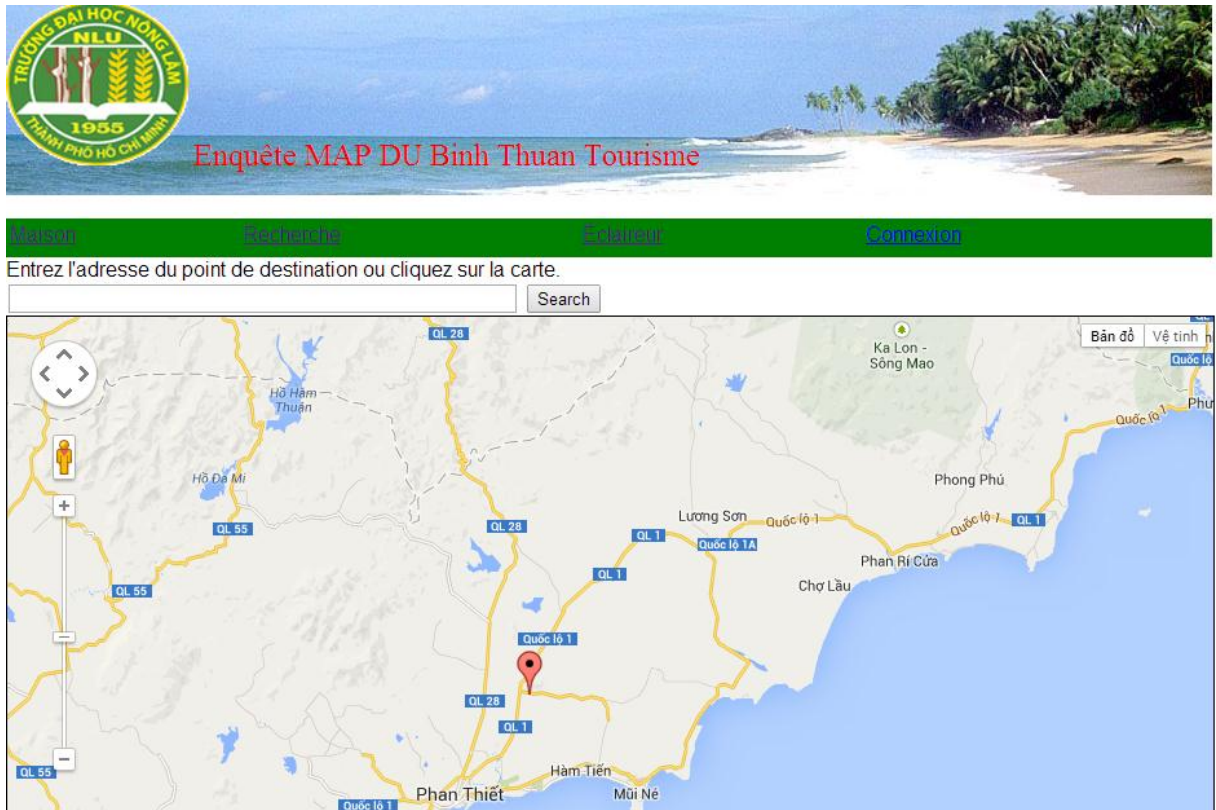 TRƯỜNG ĐẠI HỌC NÔNG LÂM
NLU
1955
THÀNH PHỐ HỒ CHÍ MINH
Enquête MAP DU Binh Thuan Tourisme
Maison Recherche Eclaireur Connexion
Entrez l'adresse du point de destination ou cliquez sur la carte.
Search
Bản đồ Vệ tinh
QL 28
Ka Lon -
Sông Mao
Quốc lộ
Hồ Hàm
Thuận
Quốc lộ 1
Hồ Đa Mi
Phong Phú
QL 55
QL 28
Lương Sơn
Quốc lộ 1
Quốc lộ 1
QL 1
QL 1
Quốc lộ 1A
Phan Rí Cửa
QL 1
Chợ Lầu
QL 55
Quốc lộ 1
QL 28
QL 1
QL 55
Hàm Tiến
Phan Thiết
Mũi Né
Quốc lộ 1